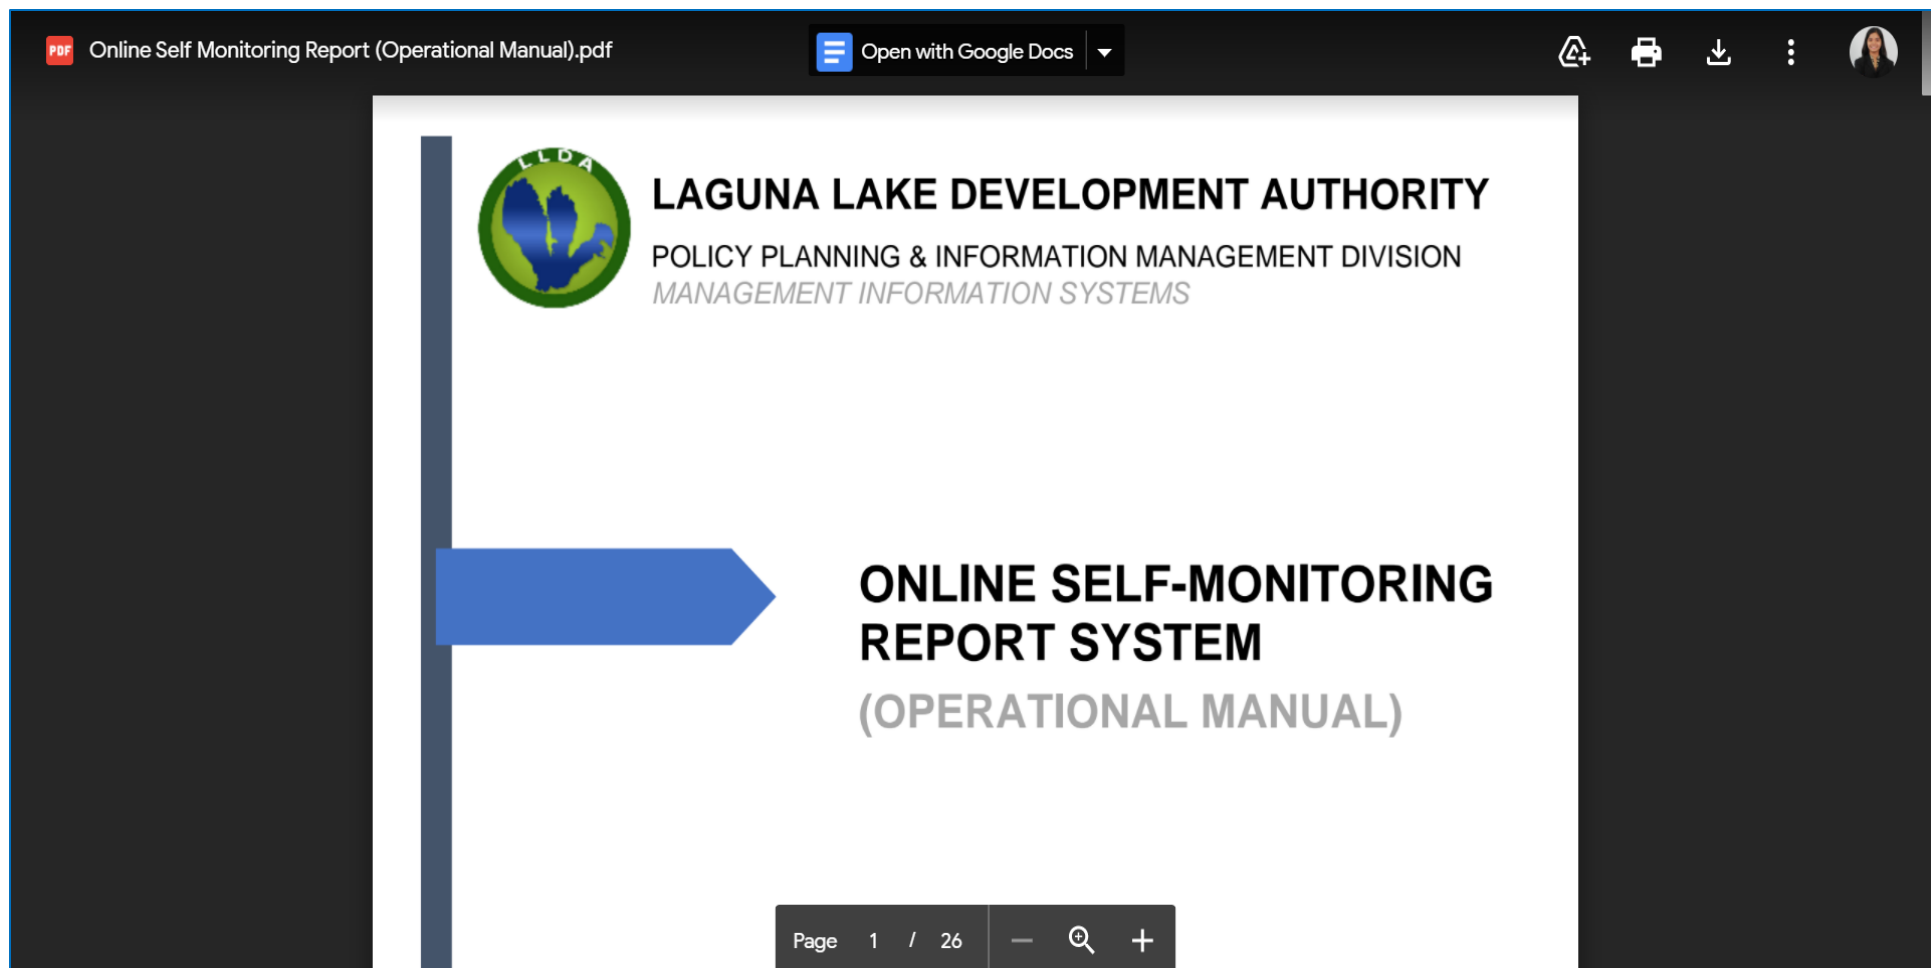 PDF Online Self Monitoring Report (Operational Manual).pdf Open with Google Docs
LLDA
LAGUNA LAKE DEVELOPMENT AUTHORITY
POLICY PLANNING & INFORMATION MANAGEMENT DIVISION
MANAGEMENT INFORMATION SYSTEMS
ONLINE SELF-MONITORING
REPORT SYSTEM
(OPERATIONAL MANUAL)
Page 1 / 26